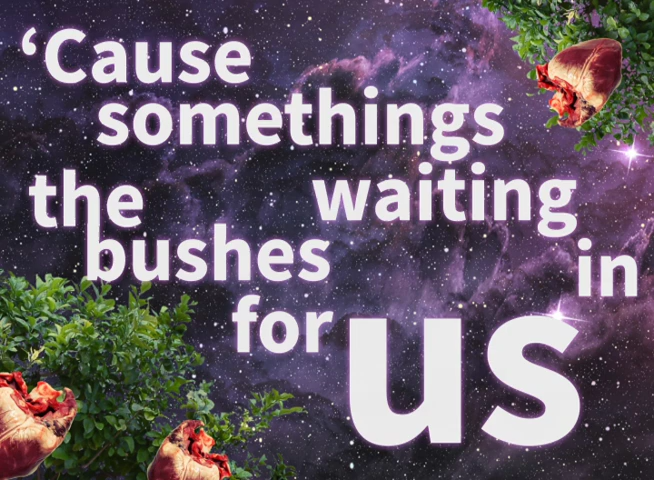 ‘Cause
somethings
waiting
in
the
bushes
for
us